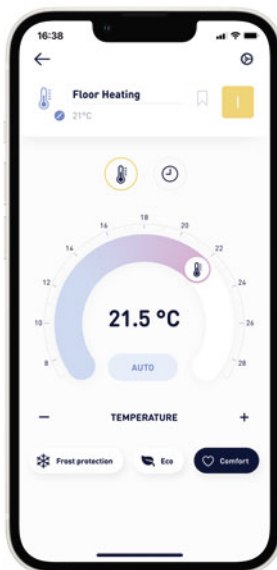 16:38
Floor Heating
21°C
I
18
16
20
14
22
12
24
10
26
8
28
21.5 °C
AUTO
− TEMPERATURE +
Frost protection Eco Comfort